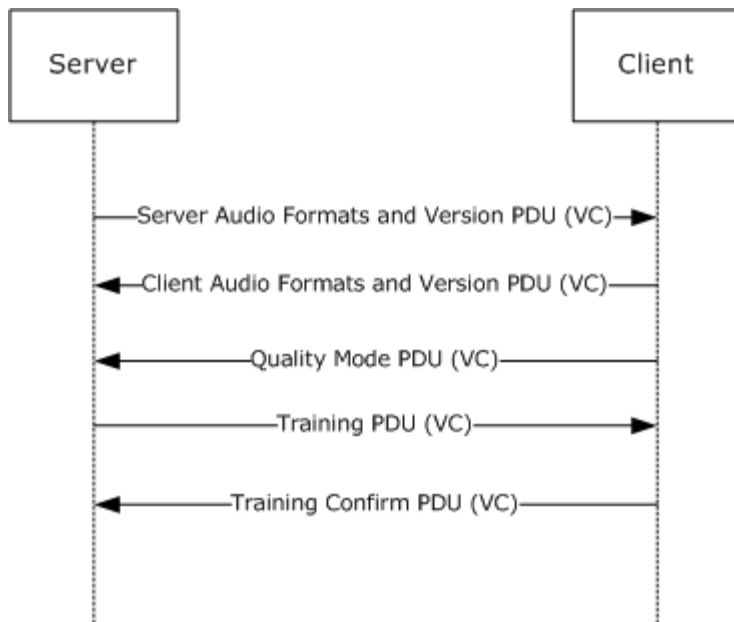 Server
Client
Server Audio Formats and Version PDU (VC)
Client Audio Formats and Version PDU (VC)
Quality Mode PDU (VC)
Training PDU (VC)
Training Confirm PDU (VC)